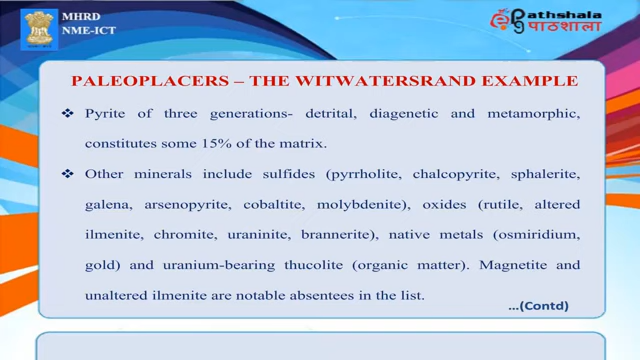 MHRD
NME-ICT
Pathshala
पाठशाला
PALEOPLACERS – THE WITWATERSRAND EXAMPLE
❖ Pyrite of three generations- detrital, diagenetic and metamorphic,
constitutes some 15% of the matrix.
❖ Other minerals include sulfides (pyrrholite, chalcopyrite, sphalerite,
galena, arsenopyrite, cobaltite, molybdenite), oxides (rutile, altered
ilmenite, chromite, uraninite, brannerite), native metals (osmiridium,
gold) and uranium-bearing thucolite (organic matter). Magnetite and
unaltered ilmenite are notable absentees in the list.
...(Contd)